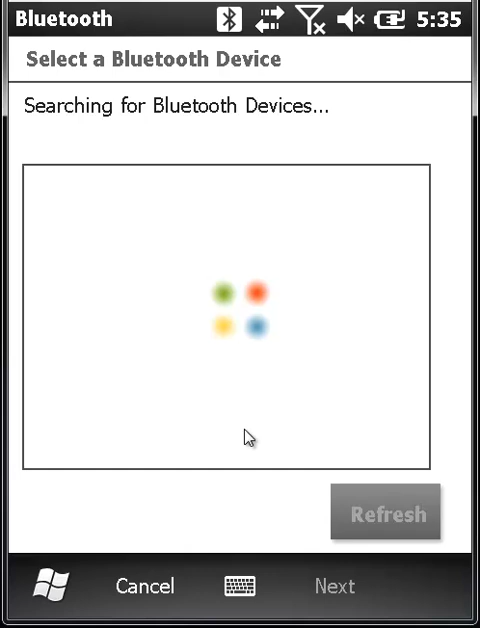 Bluetooth 5:35
Select a Bluetooth Device
Searching for Bluetooth Devices...
Refresh
Cancel Next